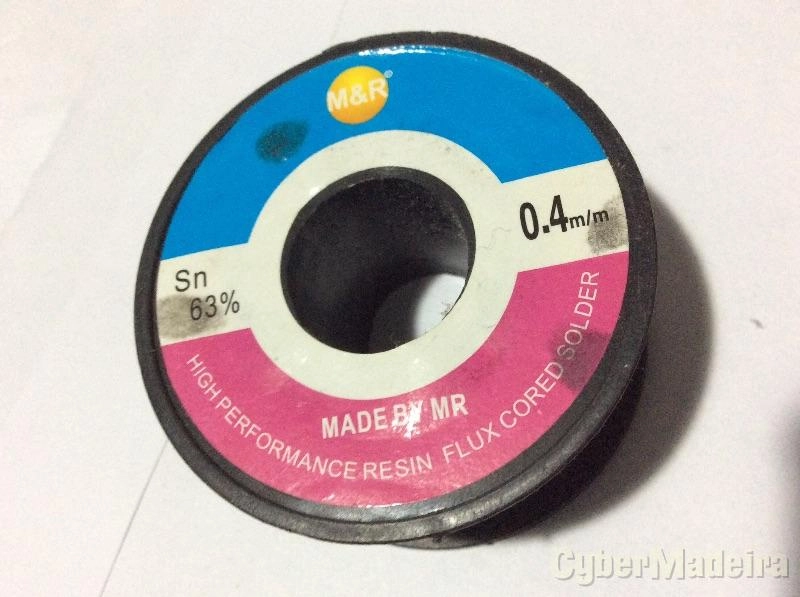 M&R®
0.4m/m
Sn
63%
MADE BY MR
HIGH PERFORMANCE RESIN FLUX CORED SOLDER
CyberMadeira